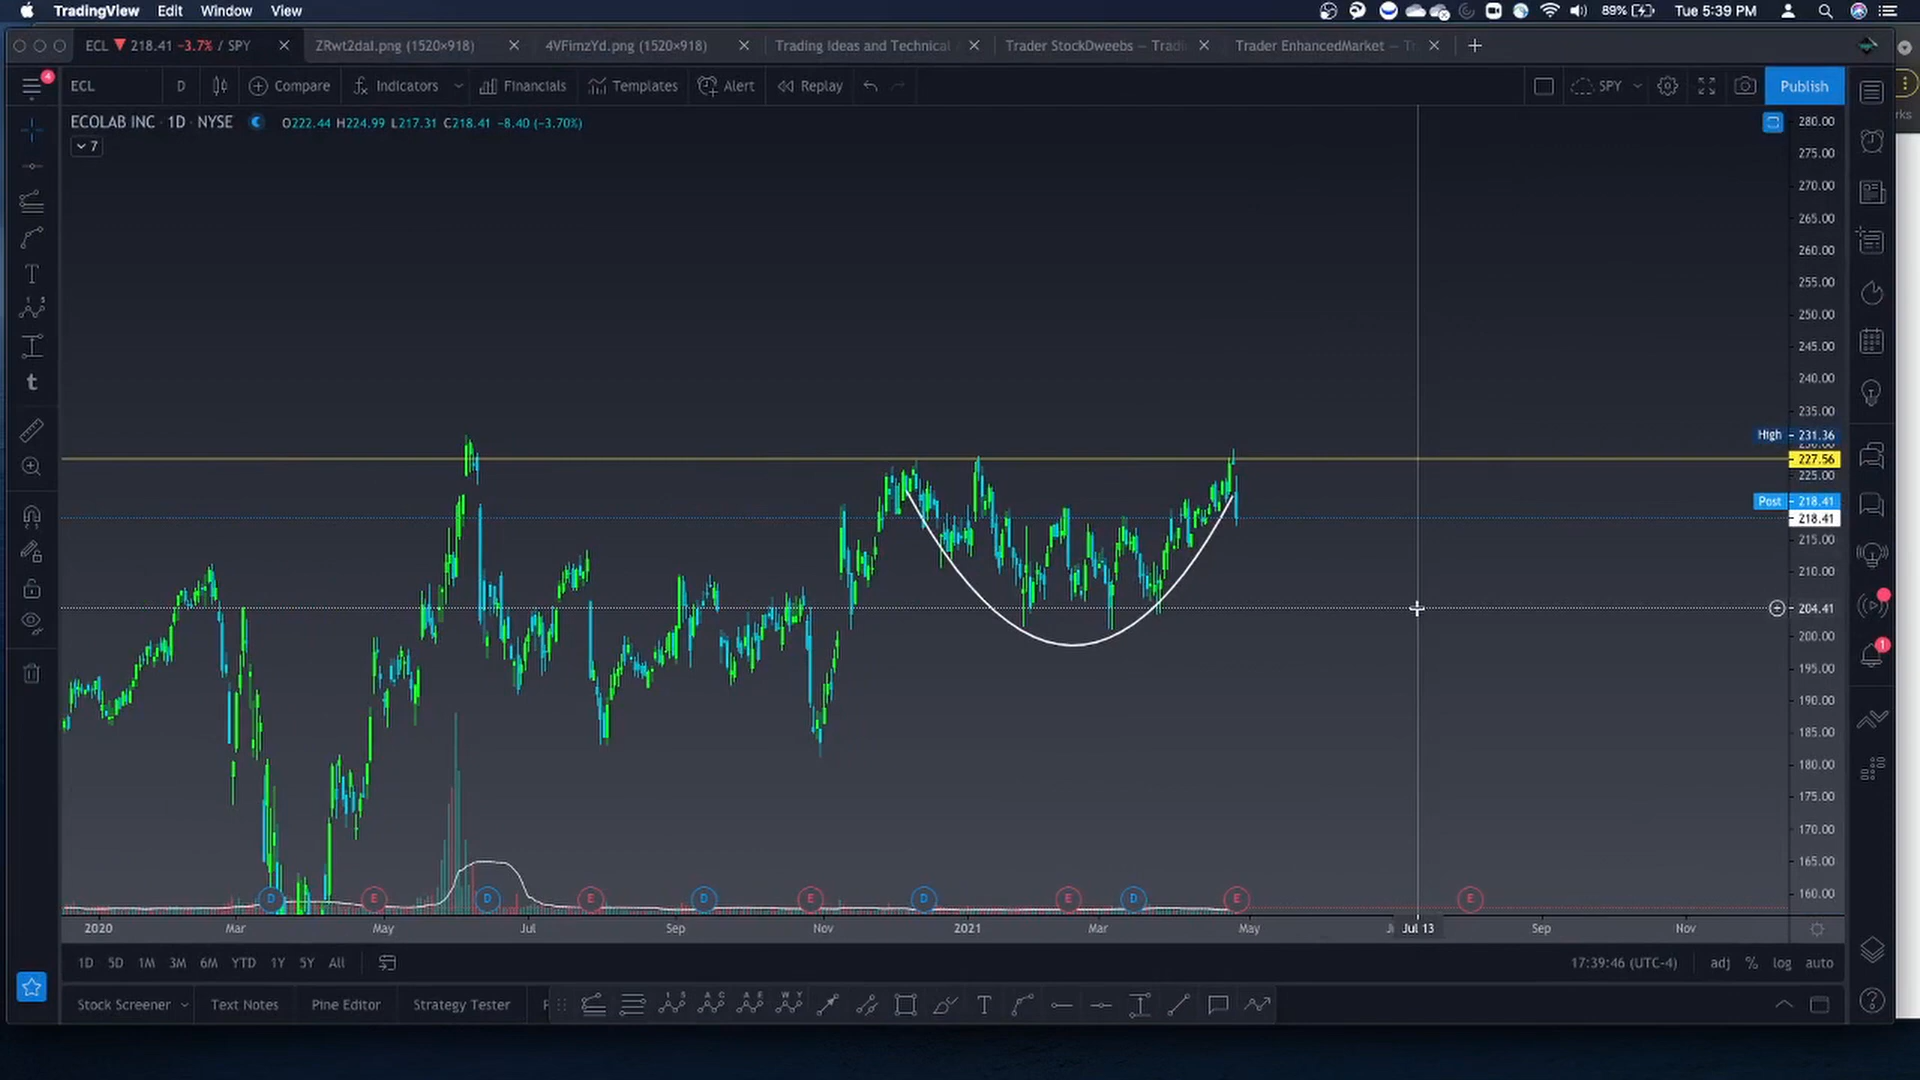 TradingView Edit Window View 89% Tue 5:39 PM
ECL ▼ 218.41 −3.7% / SPY ZRwt2daI.png (1520×918) 4VFimzYd.png (1520×918) Trading Ideas and Technical Trader StockDweebs — Tradi Trader EnhancedMarket — T
4 ECL D Compare Indicators Financials Templates Alert Replay SPY Publish
ECOLAB INC · 1D · NYSE O222.44 H224.99 L217.31 C218.41 −8.40 (−3.70%)
7
280.00
275.00
270.00
265.00
260.00
255.00
250.00
245.00
240.00
235.00
High 231.36
227.56
225.00
Post 218.41
218.41
215.00
210.00
204.41
200.00
195.00
190.00
185.00
180.00
175.00
170.00
165.00
160.00
T
t
1
D E D E D E D E D E E
2020 Mar May Jul Sep Nov 2021 Mar May Jul 13 Sep Nov
1D 5D 1M 3M 6M YTD 1Y 5Y All 17:39:46 (UTC-4) adj % log auto
Stock Screener Text Notes Pine Editor Strategy Tester